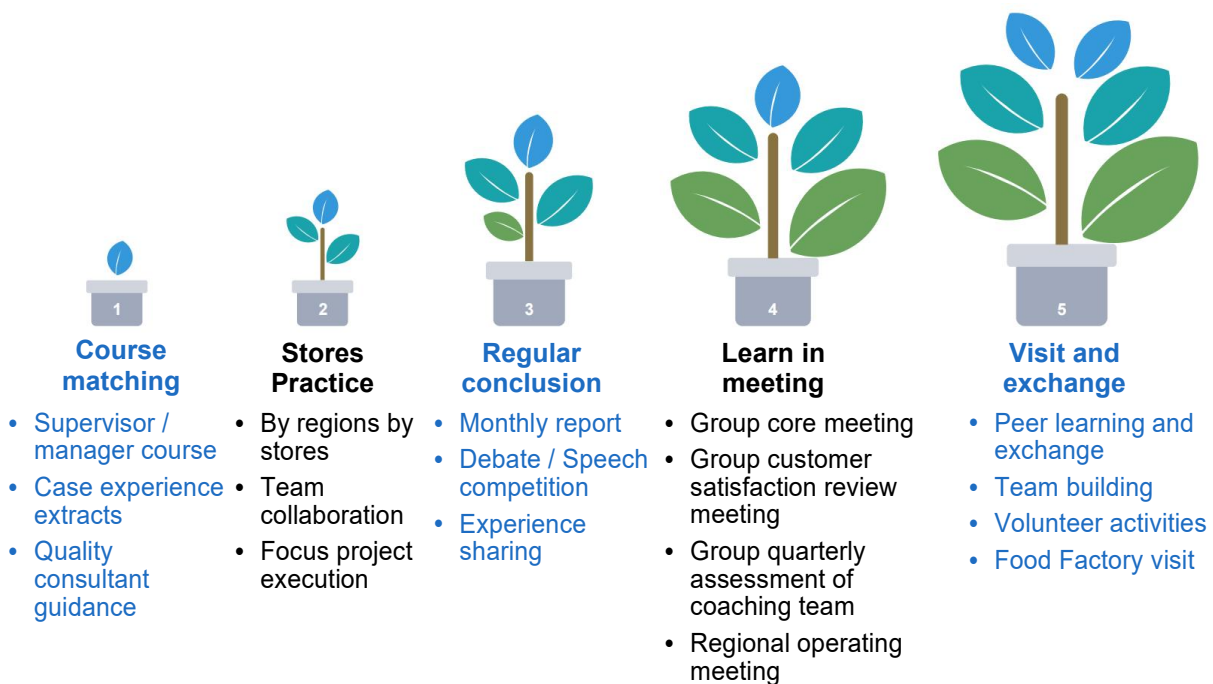 1
Course
matching
• Supervisor /
manager course
• Case experience
extracts
• Quality
consultant
guidance
2
Stores
Practice
• By regions by
stores
• Team
collaboration
• Focus project
execution
3
Regular
conclusion
• Monthly report
• Debate / Speech
competition
• Experience
sharing
4
Learn in
meeting
• Group core meeting
• Group customer
satisfaction review
meeting
• Group quarterly
assessment of
coaching team
• Regional operating
meeting
5
Visit and
exchange
• Peer learning and
exchange
• Team building
• Volunteer activities
• Food Factory visit